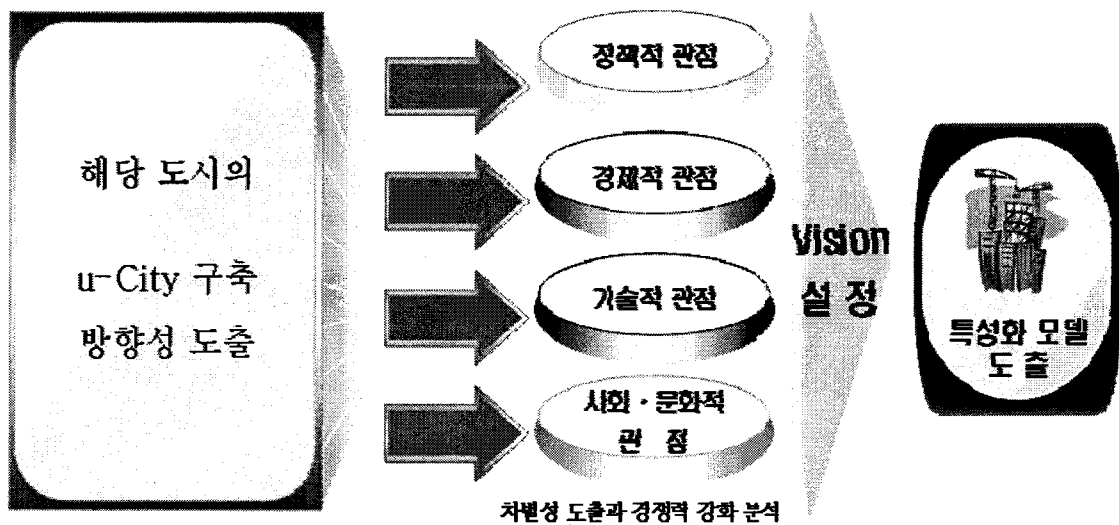 해당 도시의
u-City 구축
방향성 도출
정책적 관점
경제적 관점
기술적 관점
사회·문화적
관 점
차별성 도출과 경쟁력 강화 분석
Vision
설 정
특성화 모델
도 출